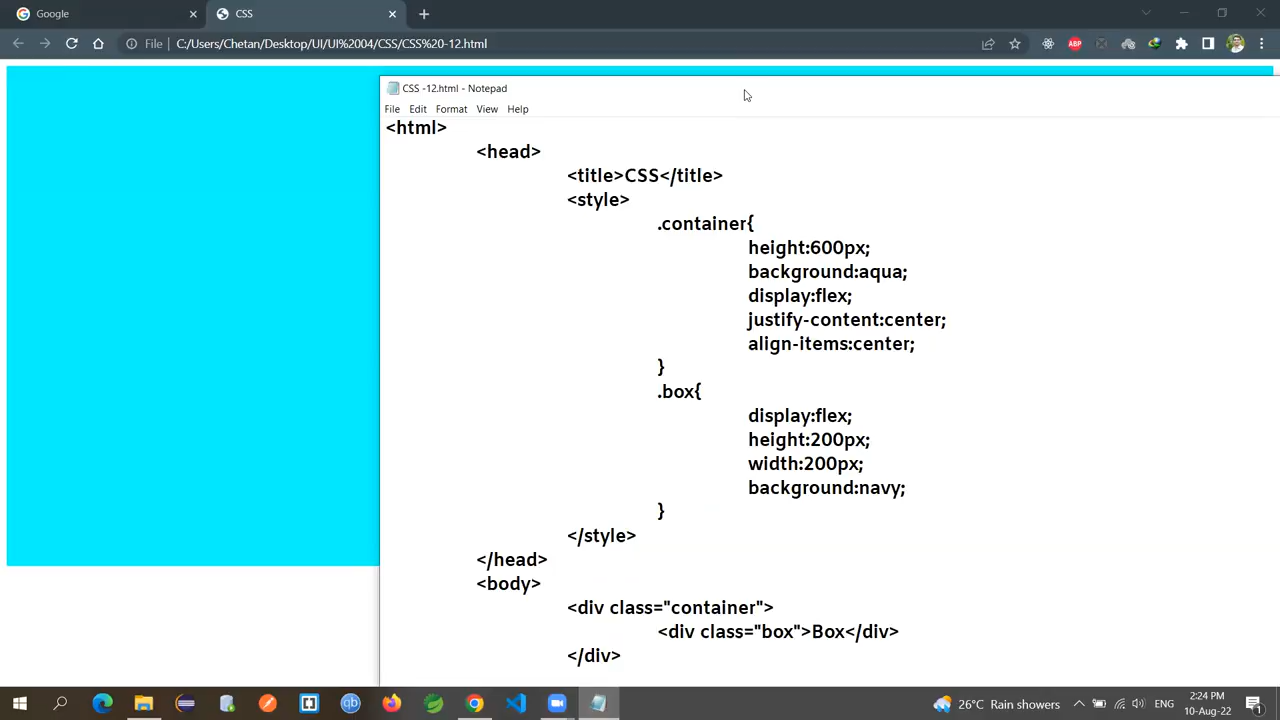 Google
CSS
File
C:/Users/Chetan/Desktop/UI/UI%2004/CSS/CSS%20-12.html
ABP
CSS -12.html - Notepad
File Edit Format View Help
<html>
<head>
<title>CSS</title>
<style>
.container{
height:600px;
background:aqua;
display:flex;
justify-content:center;
align-items:center;
}
.box{
display:flex;
height:200px;
width:200px;
background:navy;
}
</style>
</head>
<body>
<div class="container">
<div class="box">Box</div>
</div>
qb
26°C Rain showers
ENG
2:24 PM
10-Aug-22
1